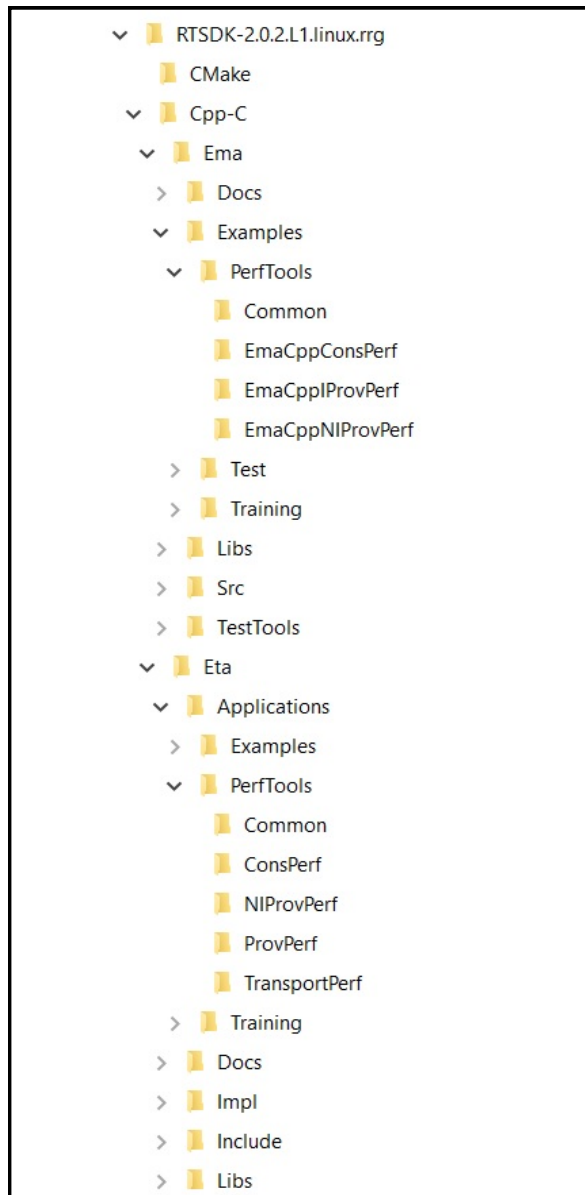 RTSDK-2.0.2.L1.linux.rrg
CMake
Cpp-C
Ema
Docs
Examples
PerfTools
Common
EmaCppConsPerf
EmaCppIProvPerf
EmaCppNIProvPerf
Test
Training
Libs
Src
TestTools
Eta
Applications
Examples
PerfTools
Common
ConsPerf
NIProvPerf
ProvPerf
TransportPerf
Training
Docs
Impl
Include
Libs